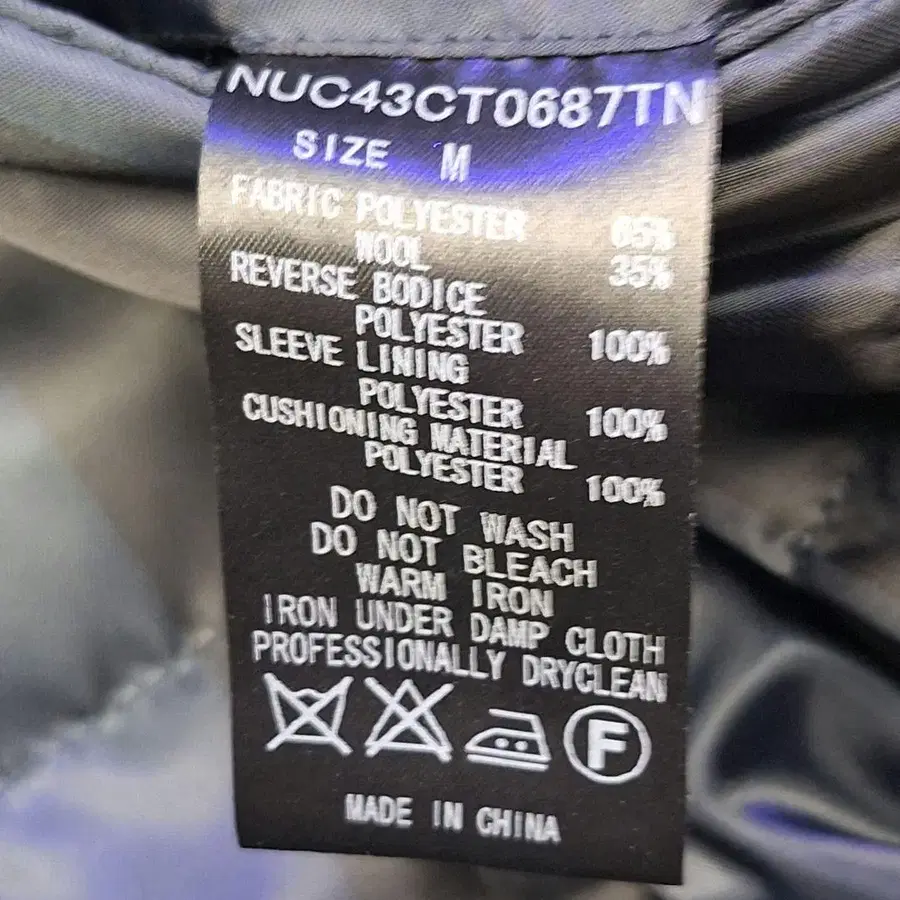 NUC43CT0687TN
SIZE M
FABRIC POLYESTER 65%
WOOL 35%
REVERSE BODICE
POLYESTER 100%
SLEEVE LINING
POLYESTER 100%
CUSHIONING MATERIAL
POLYESTER 100%
DO NOT WASH
DO NOT BLEACH
WARM IRON
IRON UNDER DAMP CLOTH
PROFESSIONALLY DRYCLEAN
F
MADE IN CHINA